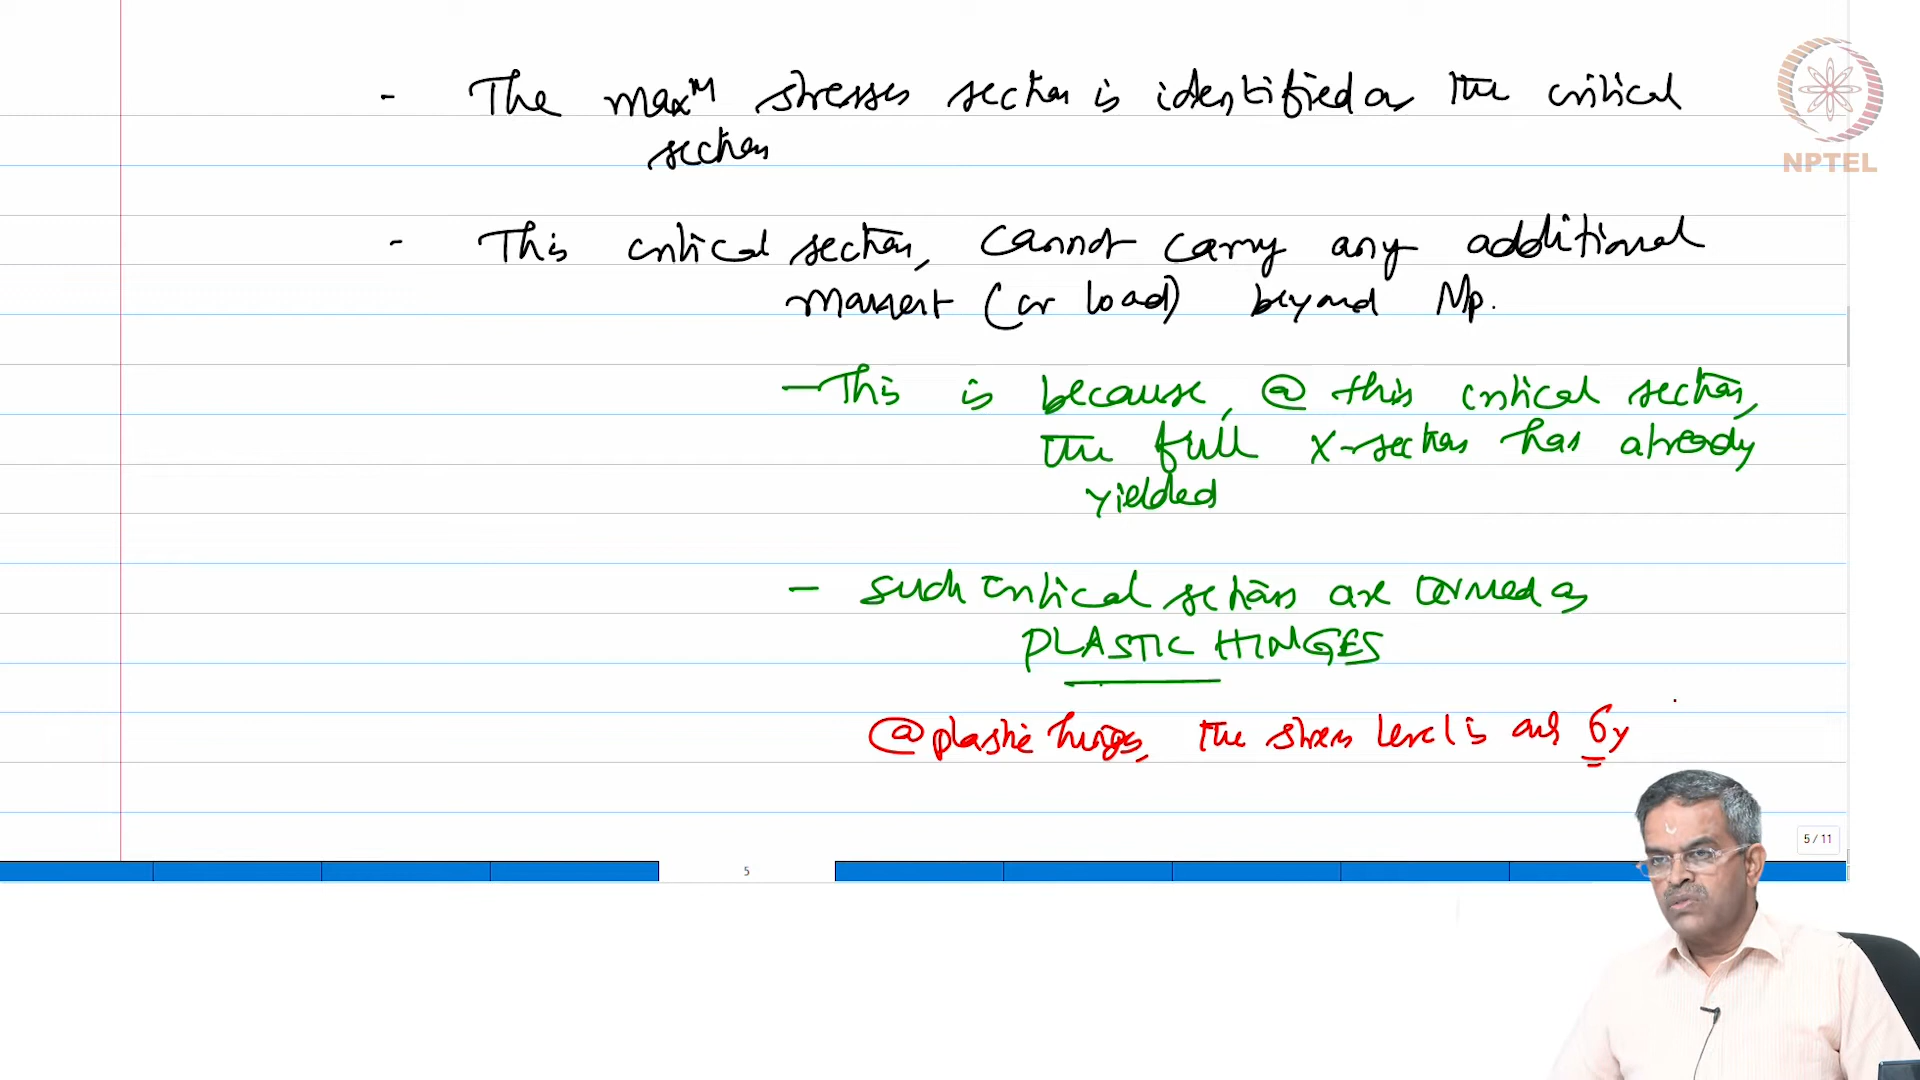 - The maxᵐ stresses section is identified as the critical
section
NPTEL
- This critical section, cannot carry any additional
moment (or load) beyond Mp.
- This is because, @ this critical section,
the full x-section has already
yielded
- such critical sections are termed as
PLASTIC HINGES
@ plastic hinges, the stress level is only σy
5/11
5